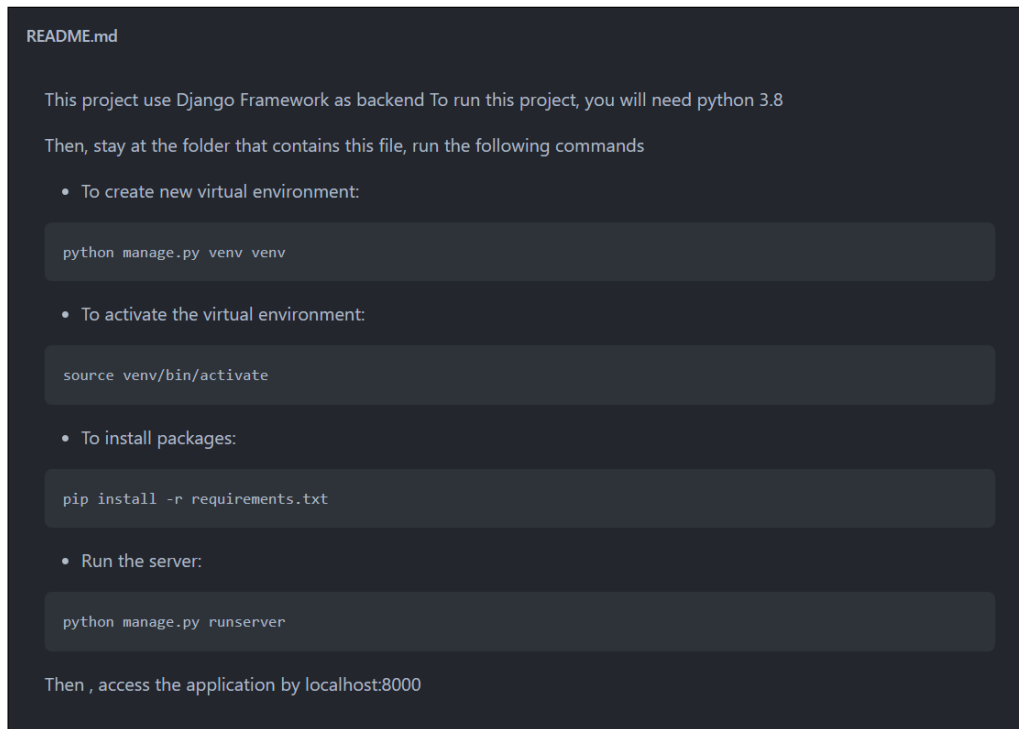 README.md
This project use Django Framework as backend To run this project, you will need python 3.8
Then, stay at the folder that contains this file, run the following commands
• To create new virtual environment:
python manage.py venv venv
• To activate the virtual environment:
source venv/bin/activate
• To install packages:
pip install -r requirements.txt
• Run the server:
python manage.py runserver
Then , access the application by localhost:8000